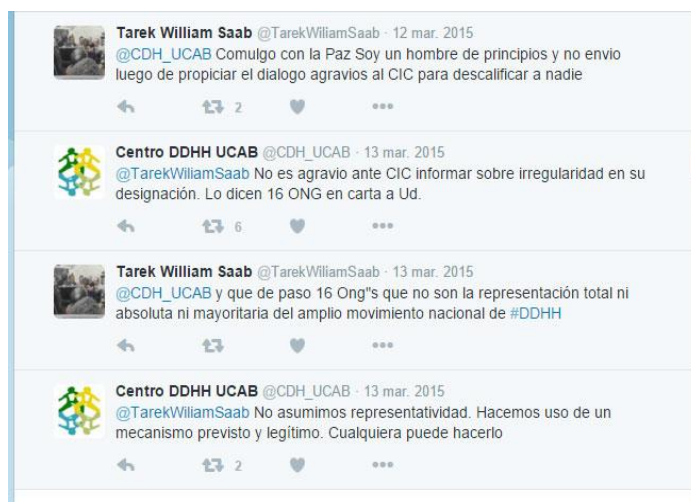 Tarek William Saab @TarekWiliamSaab · 12 mar. 2015
@CDH_UCAB Comulgo con la Paz Soy un hombre de principios y no envio
luego de propiciar el dialogo agravios al CIC para descalificar a nadie
2
Centro DDHH UCAB @CDH_UCAB · 13 mar. 2015
@TarekWiliamSaab No es agravio ante CIC informar sobre irregularidad en su
designación. Lo dicen 16 ONG en carta a Ud.
6
Tarek William Saab @TarekWiliamSaab · 13 mar. 2015
@CDH_UCAB y que de paso 16 Ong"s que no son la representación total ni
absoluta ni mayoritaria del amplio movimiento nacional de #DDHH
Centro DDHH UCAB @CDH_UCAB · 13 mar. 2015
@TarekWiliamSaab No asumimos representatividad. Hacemos uso de un
mecanismo previsto y legítimo. Cualquiera puede hacerlo
2